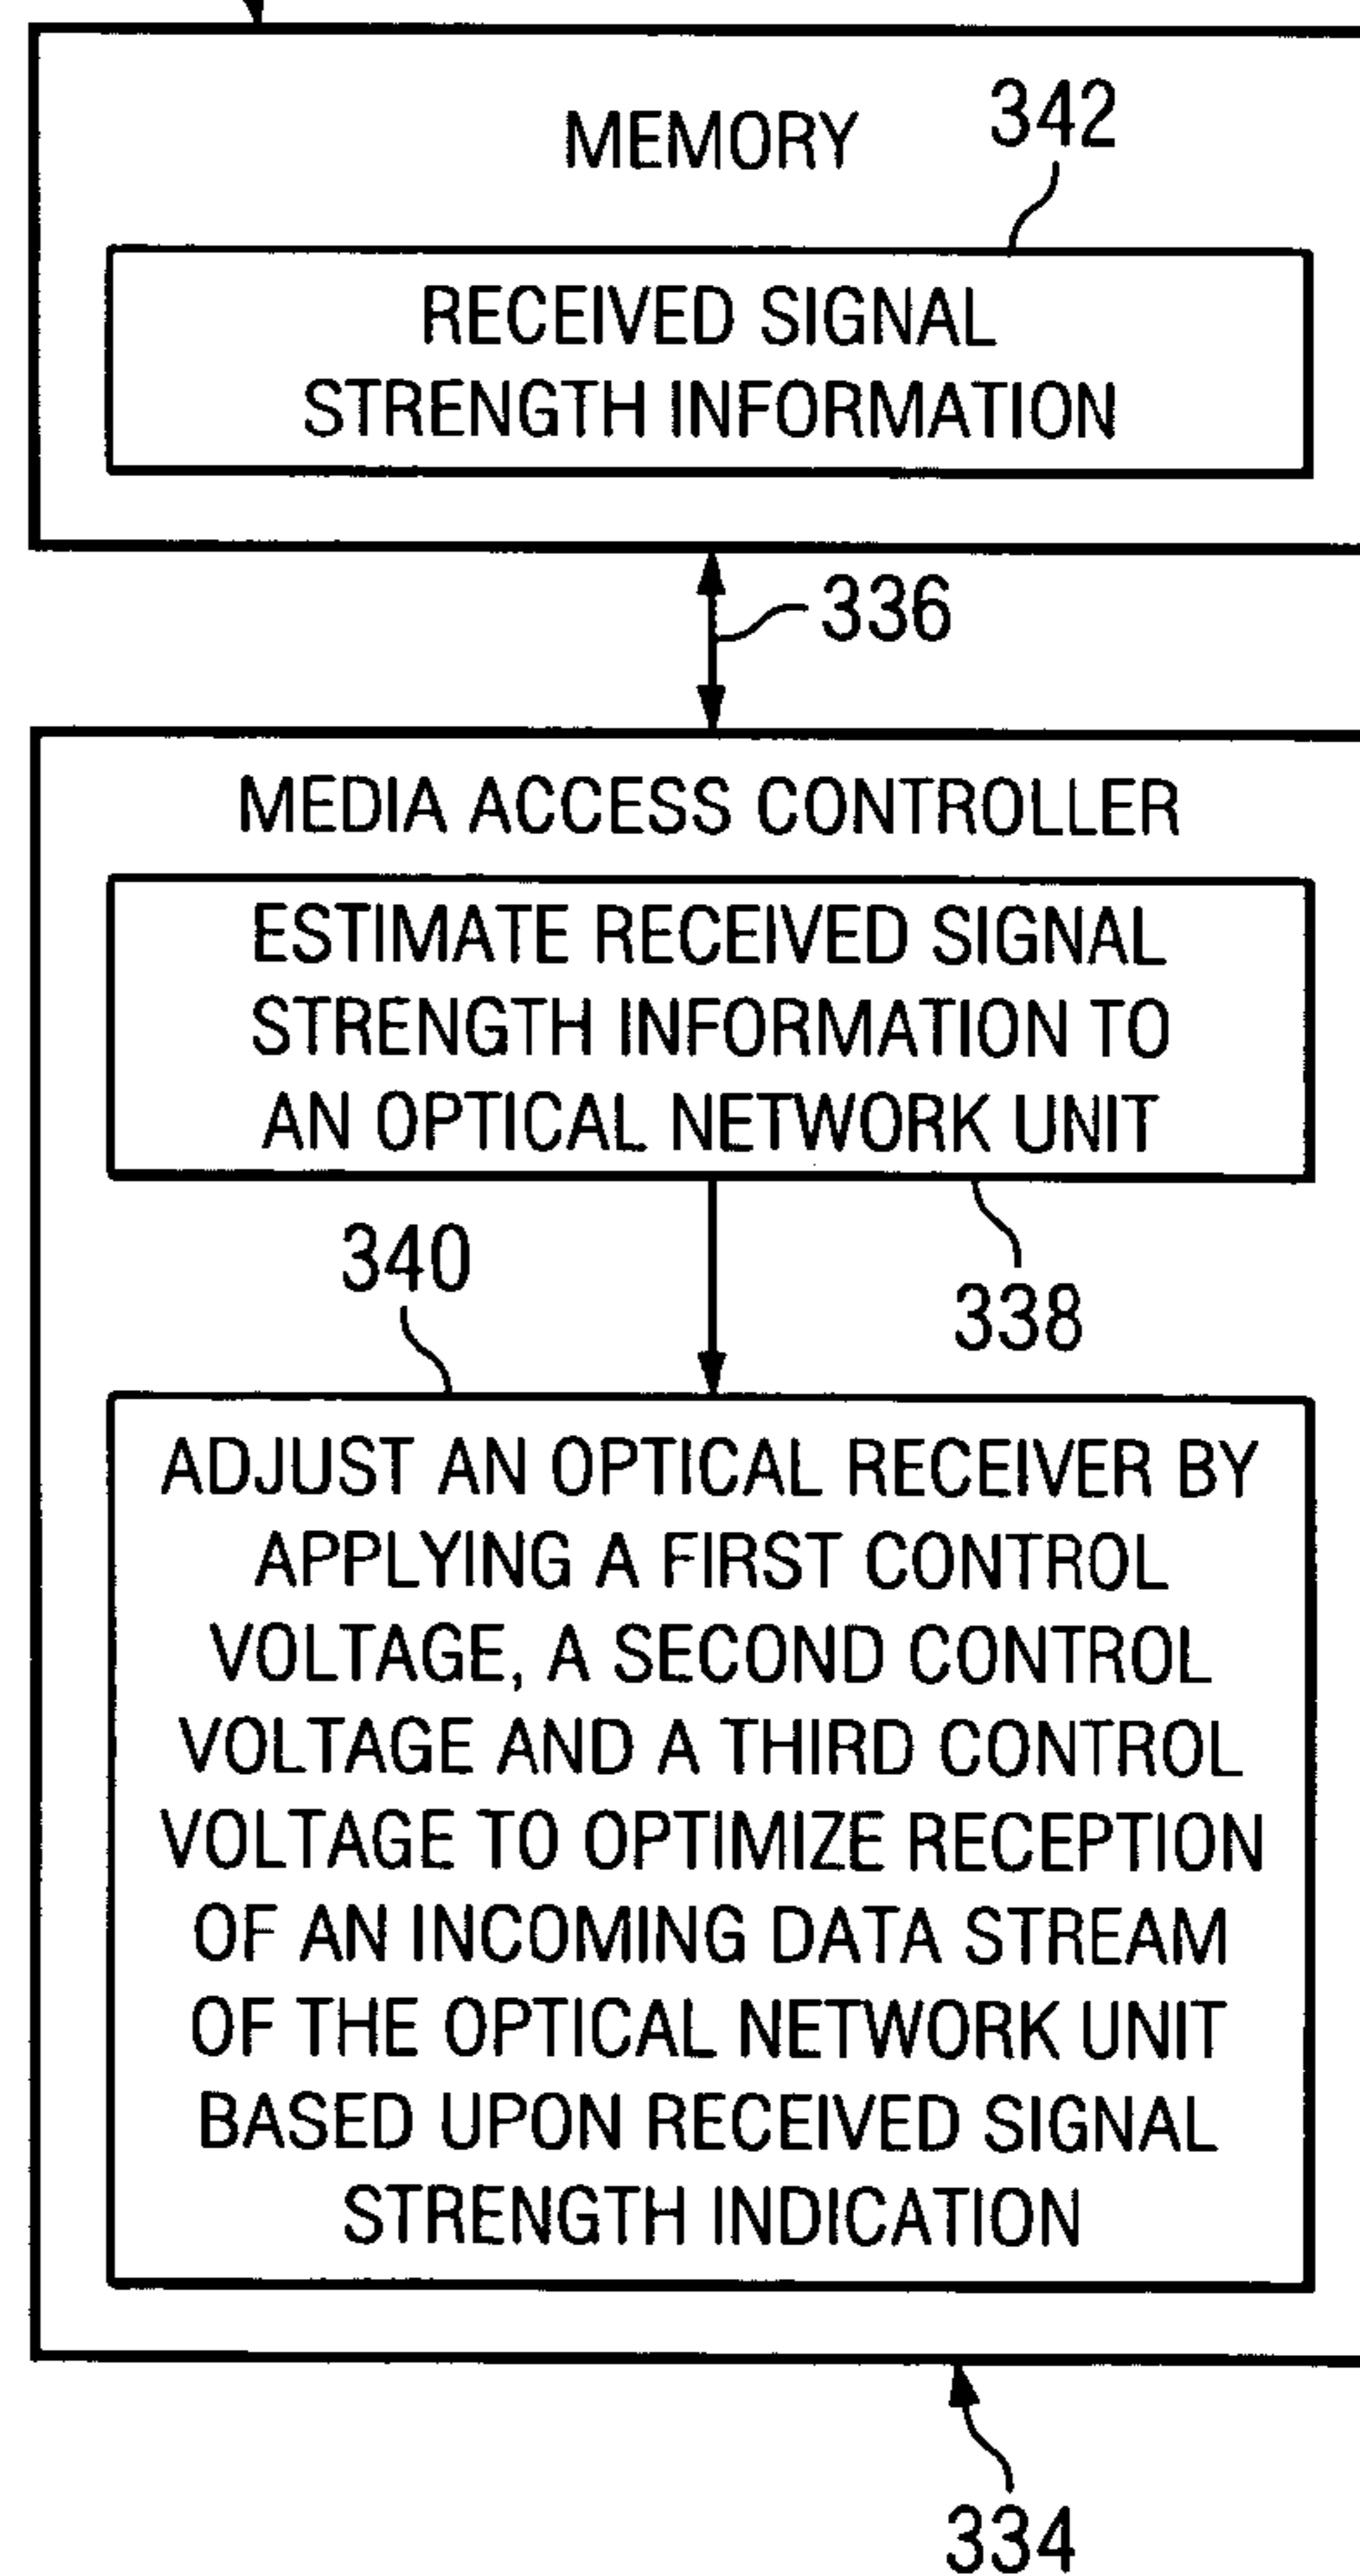 342
MEMORY
RECEIVED SIGNAL
STRENGTH INFORMATION
336
MEDIA ACCESS CONTROLLER
ESTIMATE RECEIVED SIGNAL
STRENGTH INFORMATION TO
AN OPTICAL NETWORK UNIT
340
338
ADJUST AN OPTICAL RECEIVER BY
APPLYING A FIRST CONTROL
VOLTAGE, A SECOND CONTROL
VOLTAGE AND A THIRD CONTROL
VOLTAGE TO OPTIMIZE RECEPTION
OF AN INCOMING DATA STREAM
OF THE OPTICAL NETWORK UNIT
BASED UPON RECEIVED SIGNAL
STRENGTH INDICATION
334